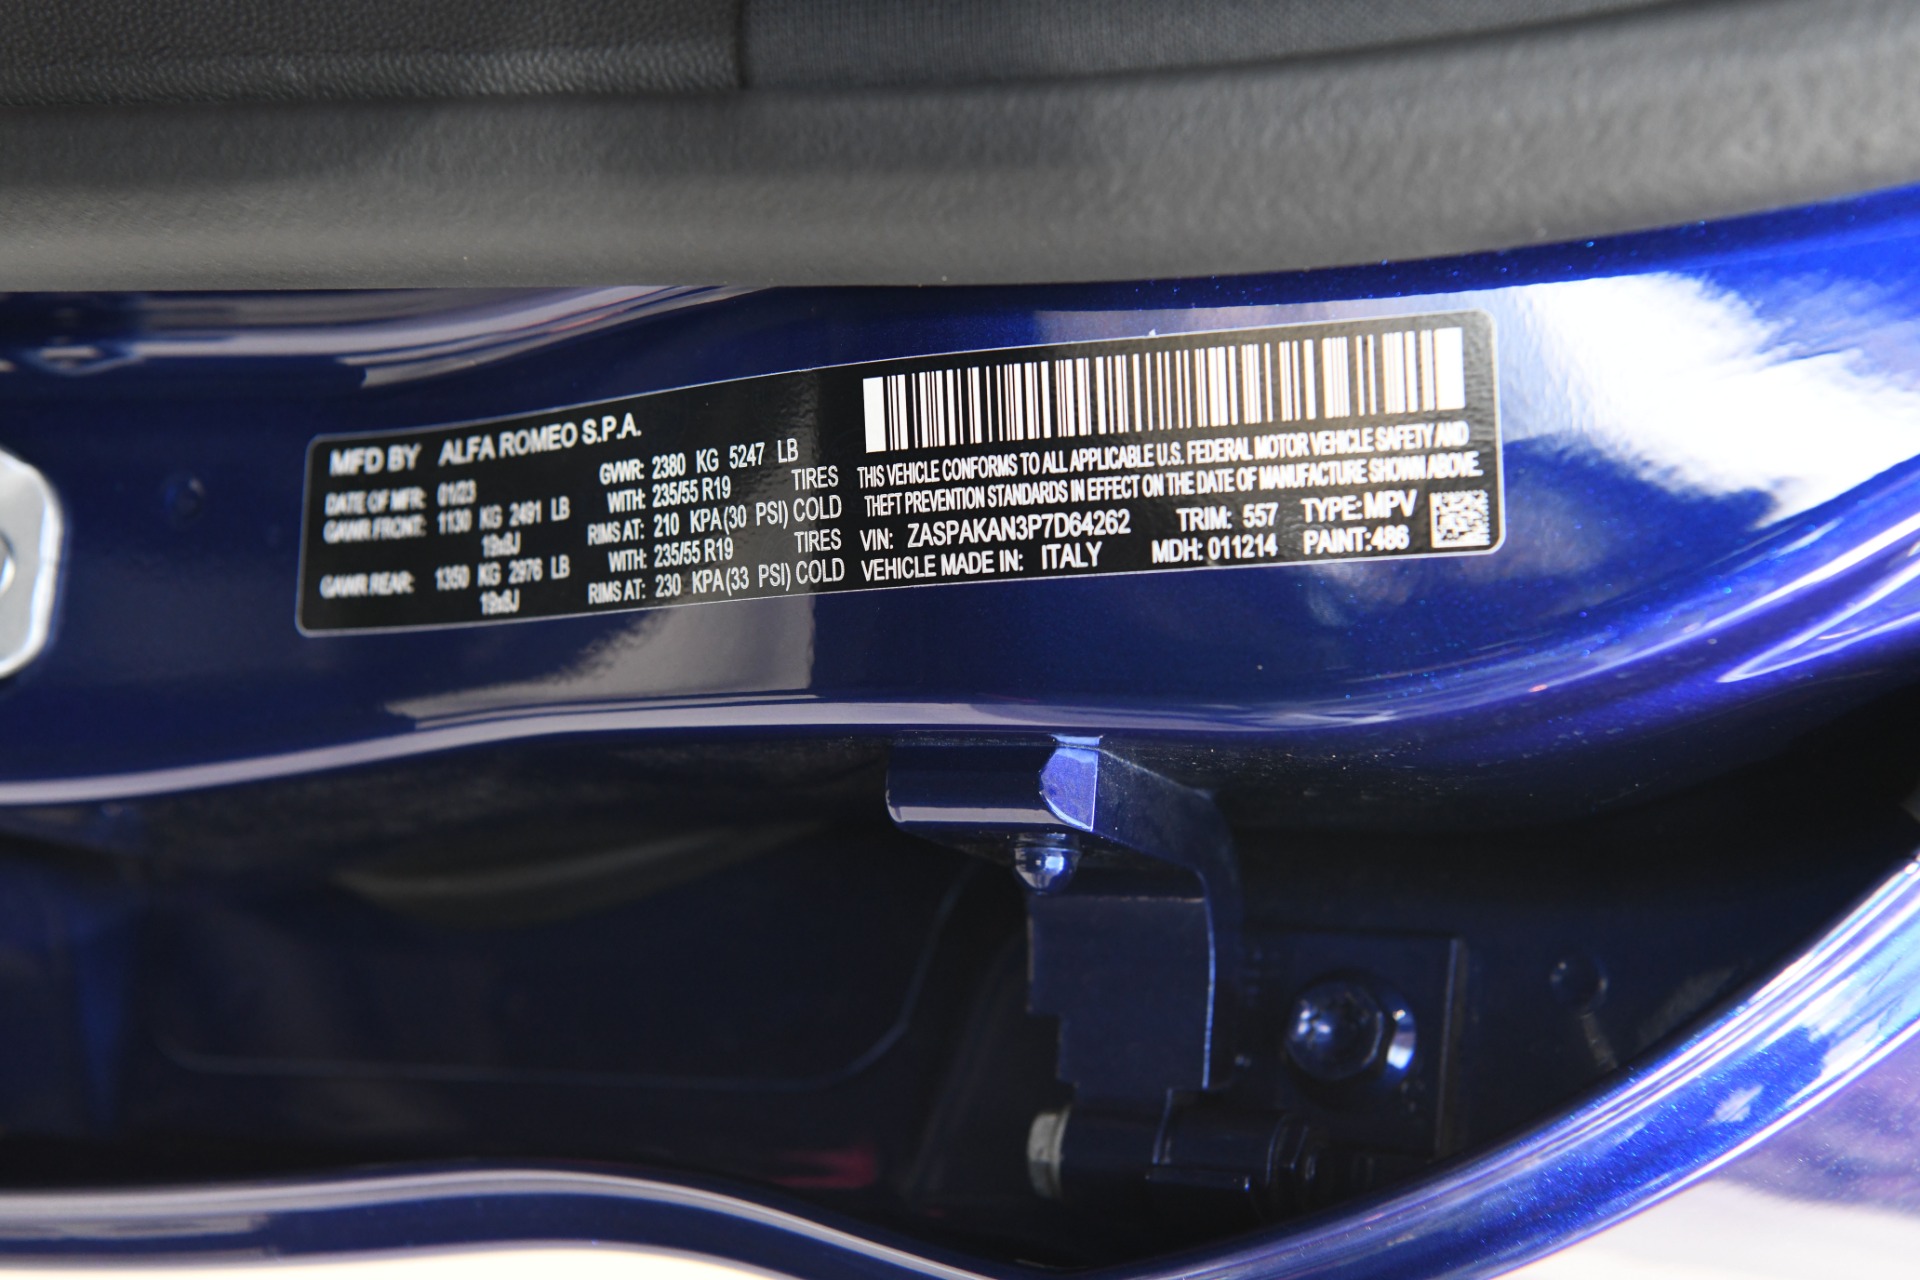 MFD BY ALFA ROMEO S.P.A.
DATE OF MFR: 01/23 GVWR: 2380 KG 5247 LB
GAWR FRONT: 1130 KG 2491 LB WITH: 235/55 R19 TIRES
19x8J RIMS AT: 210 KPA(30 PSI) COLD
GAWR REAR: 1350 KG 2976 LB WITH: 235/55 R19 TIRES
19x8J RIMS AT: 230 KPA(33 PSI) COLD
THIS VEHICLE CONFORMS TO ALL APPLICABLE U.S. FEDERAL MOTOR VEHICLE SAFETY AND
THEFT PREVENTION STANDARDS IN EFFECT ON THE DATE OF MANUFACTURE SHOWN ABOVE.
VIN: ZASPAKAN3P7D64262 TRIM: 557 TYPE: MPV
VEHICLE MADE IN: ITALY MDH: 011214 PAINT:486